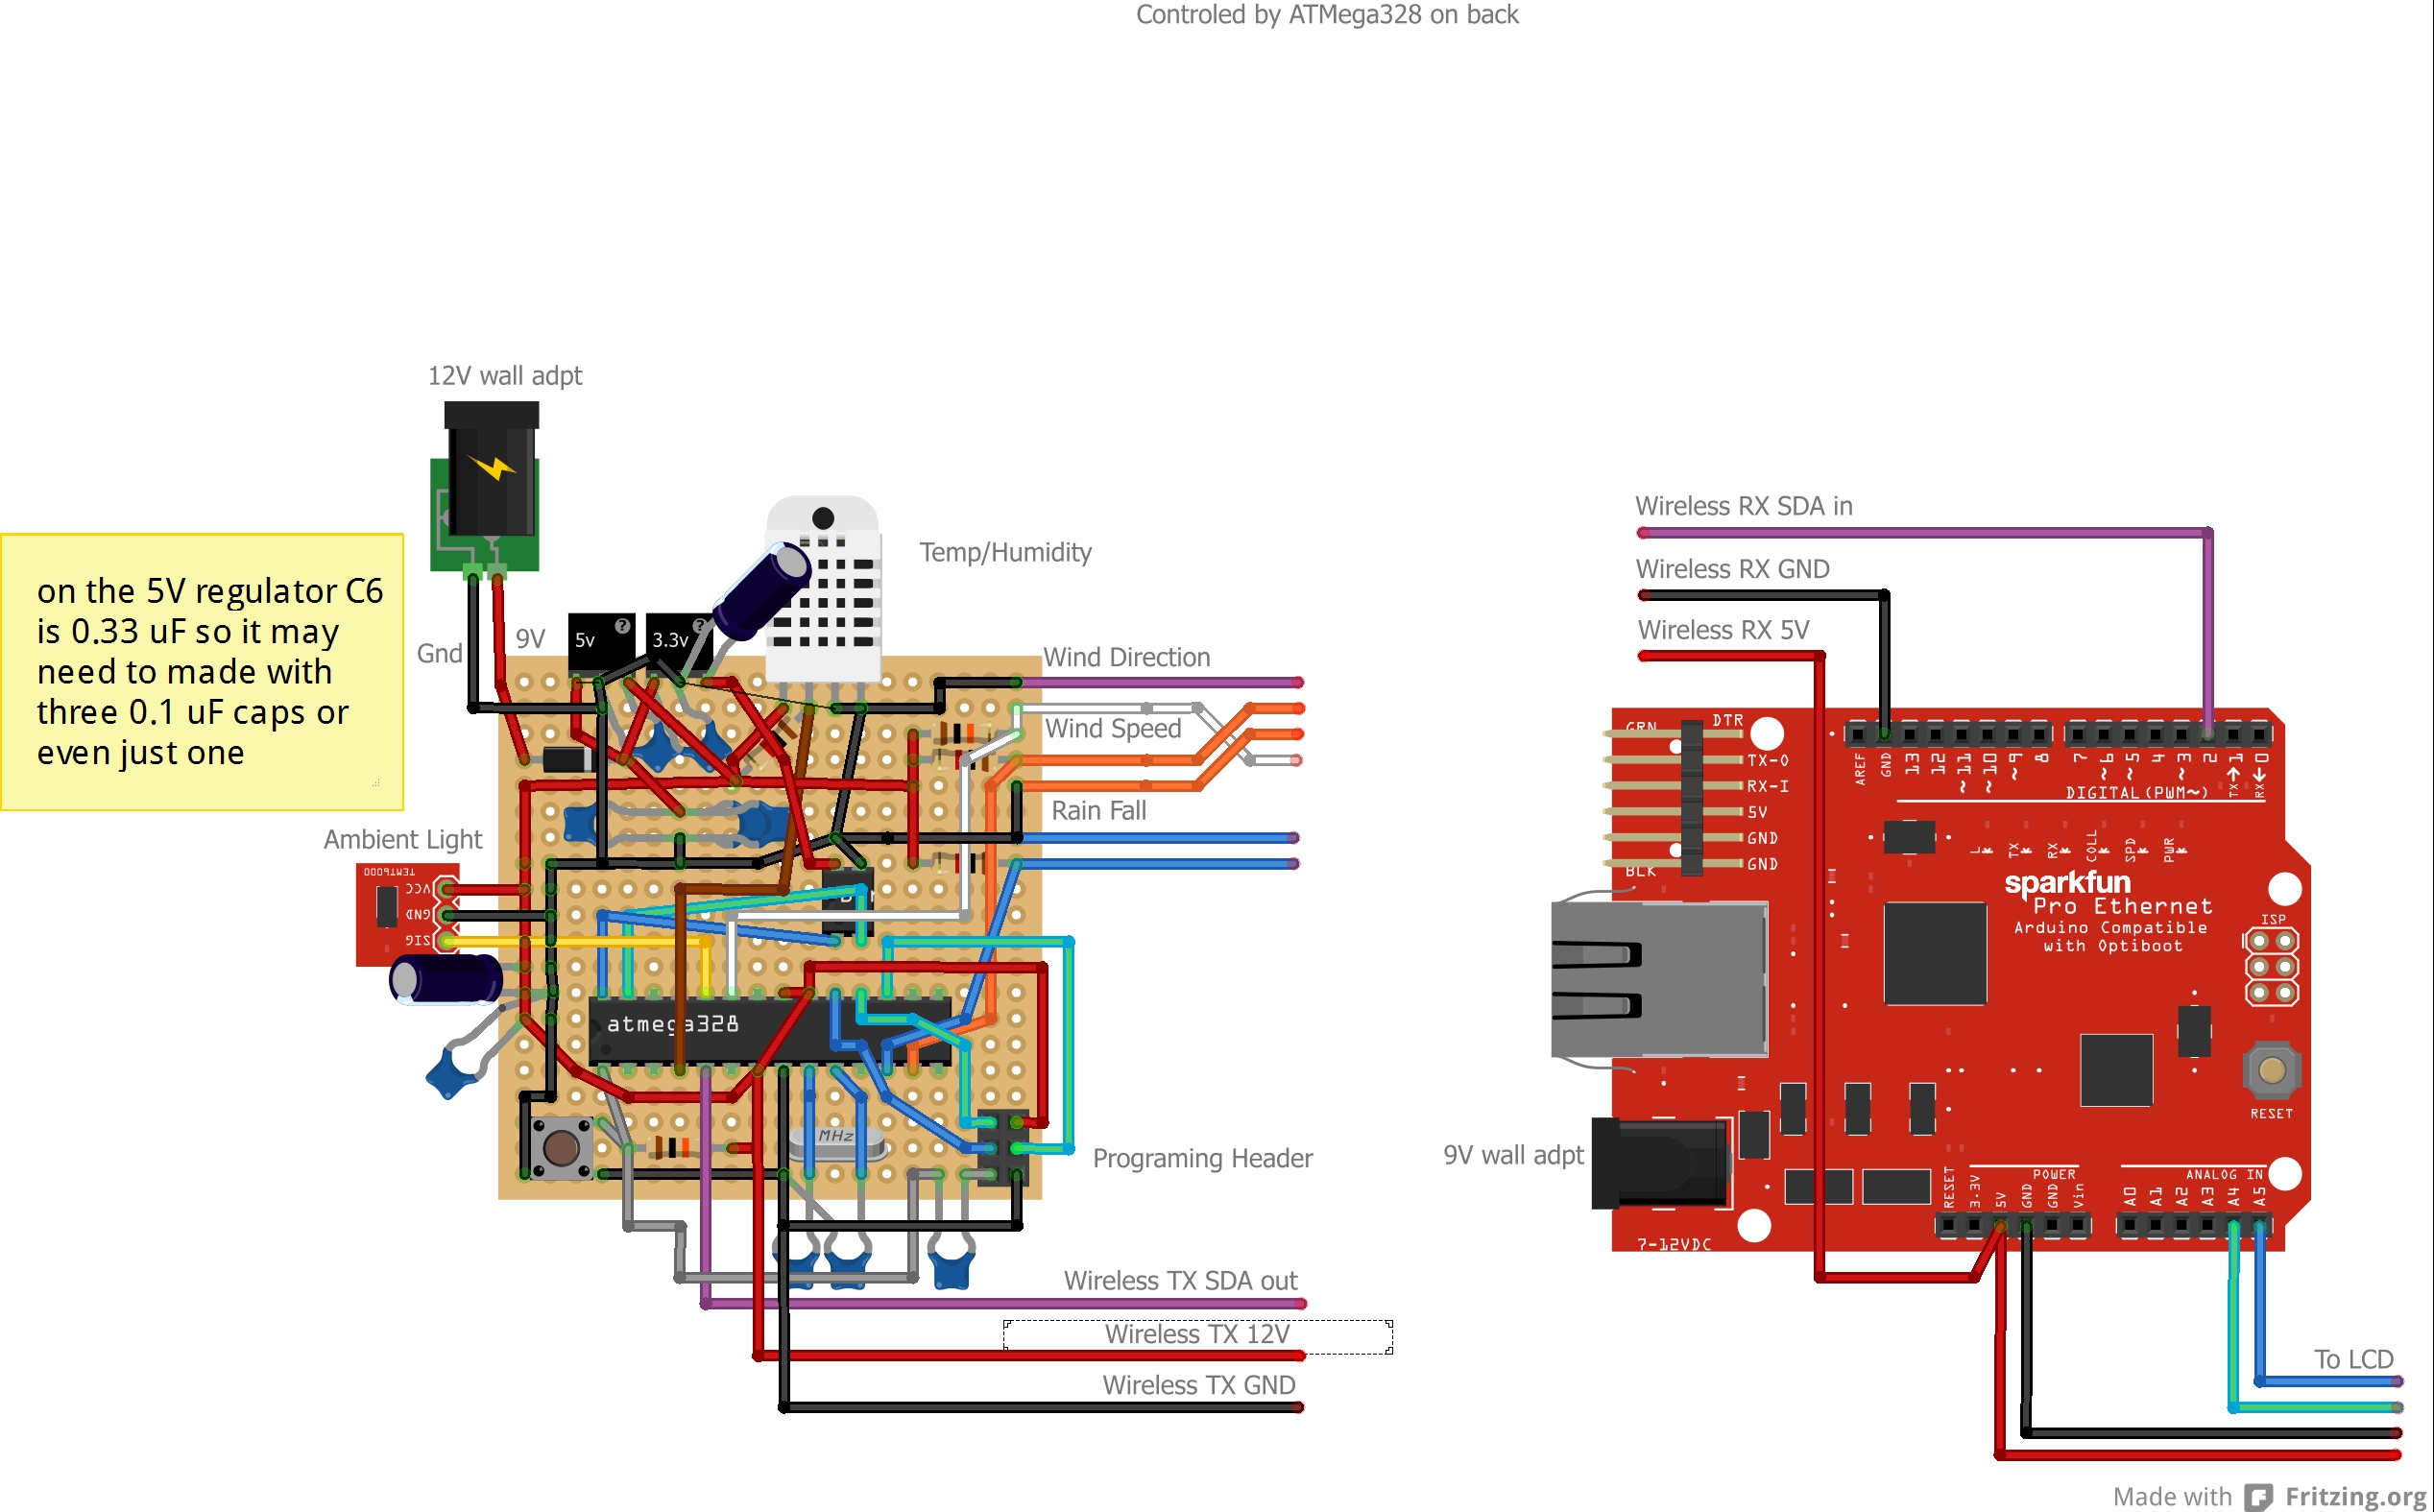 Controled by ATMega328 on back
12V wall adpt
on the 5V regulator C6
is 0.33 uF so it may
need to made with
three 0.1 uF caps or
even just one
Gnd
9V
5v
?
3.3v
?
Temp/Humidity
Wind Direction
Wind Speed
Rain Fall
Ambient Light
TEMT6000
VCC
GND
SIG
atmega328
MHz
Programing Header
Wireless TX SDA out
Wireless TX 12V
Wireless TX GND
Wireless RX SDA in
Wireless RX GND
Wireless RX 5V
GRN
DTR
TX-O
RX-I
5V
GND
GND
BLK
AREF
GND
13
12
~11
~10
~9
8
7
~6
~5
4
~3
2
TX→1
RX←0
DIGITAL (PWM~)
L
TX
RX
COLL
SPD
PWR
sparkfun
Pro Ethernet
Arduino Compatible
with Optiboot
ISP
RESET
9V wall adpt
7-12VDC
POWER
RESET
3.3V
5V
GND
GND
Vin
ANALOG IN
A0
A1
A2
A3
A4
A5
To LCD
Made with Fritzing.org